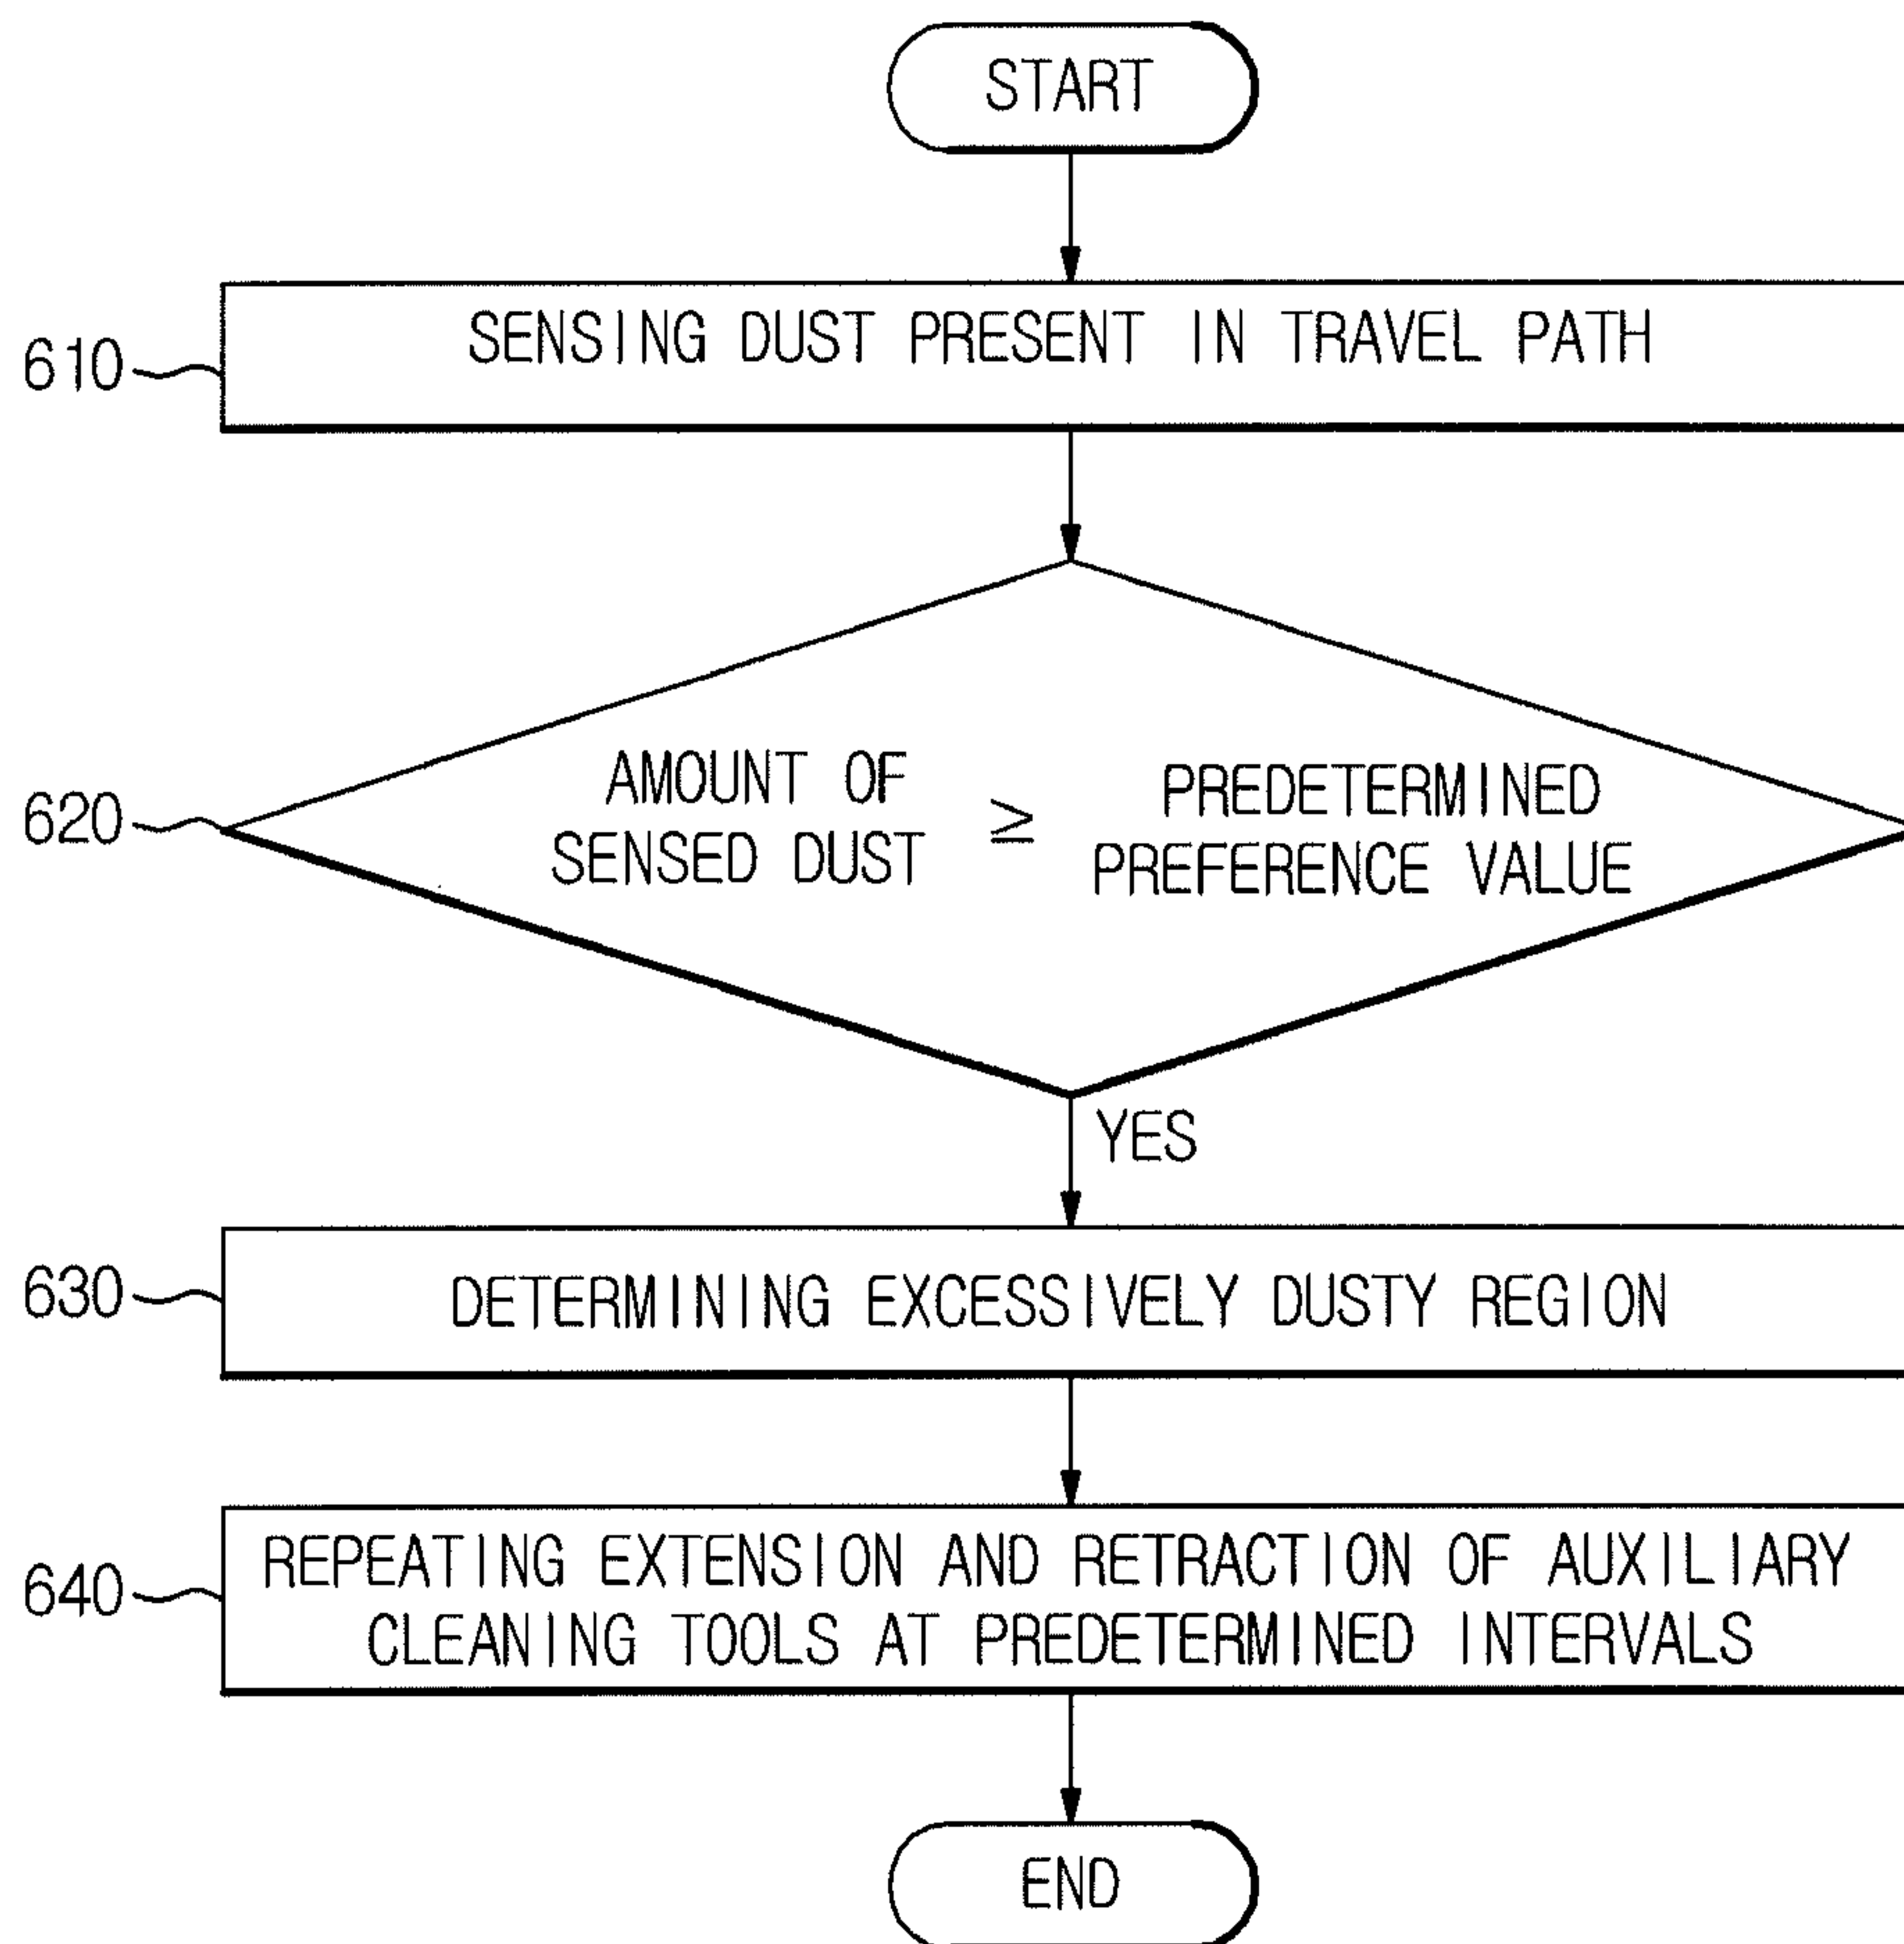 START
610
SENSING DUST PRESENT IN TRAVEL PATH
620
AMOUNT OF
SENSED DUST
≥
PREDETERMINED
PREFERENCE VALUE
YES
630
DETERMINING EXCESSIVELY DUSTY REGION
640
REPEATING EXTENSION AND RETRACTION OF AUXILIARY
CLEANING TOOLS AT PREDETERMINED INTERVALS
END